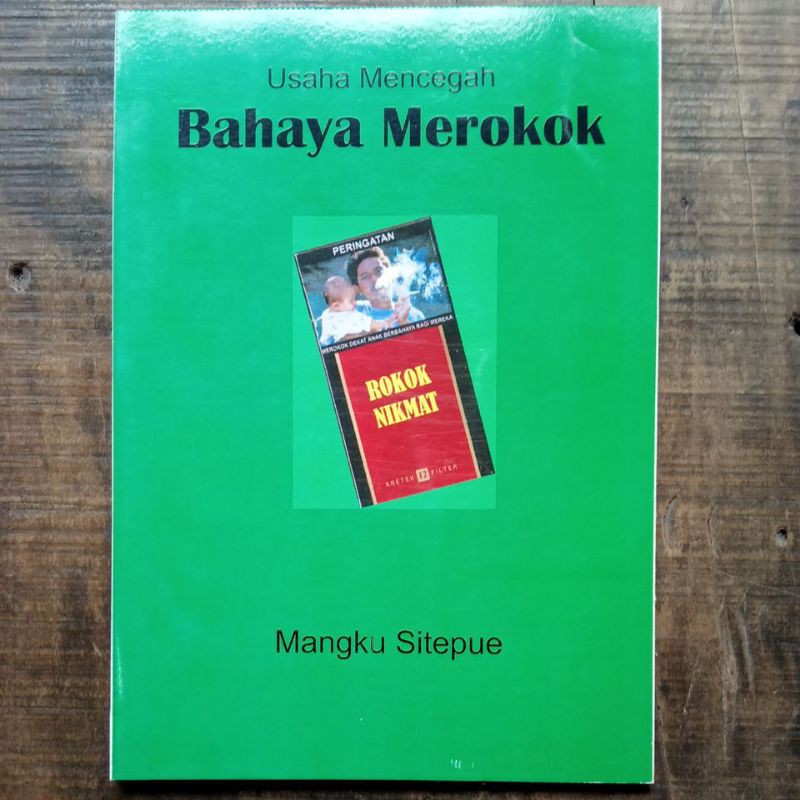 Usaha Mencegah
Bahaya Merokok
PERINGATAN
MEROKOK DEKAT ANAK BERBAHAYA BAGI MEREKA
ROKOK
NIKMAT
KRETEK 12 FILTER
Mangku Sitepue